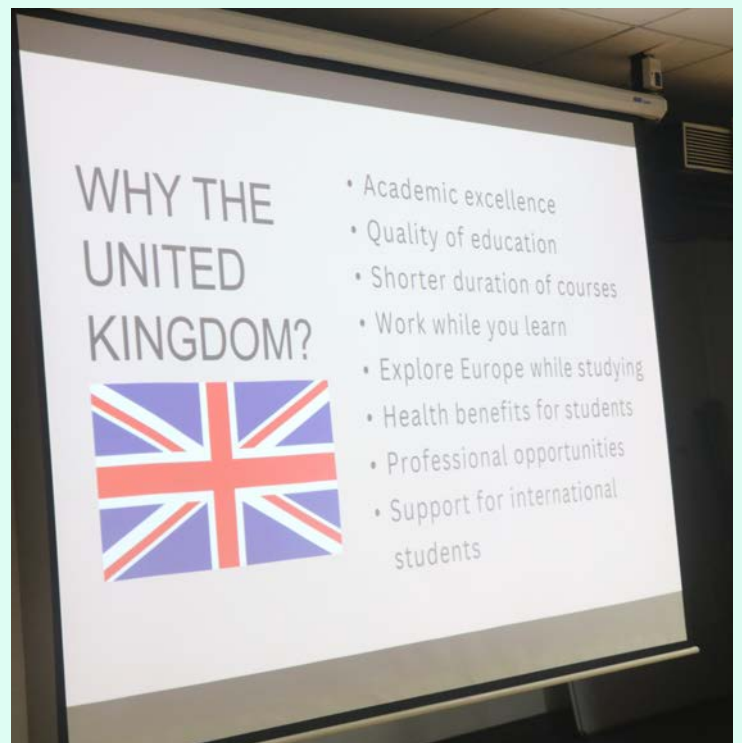 WHY THE
UNITED
KINGDOM?
• Academic excellence
• Quality of education
• Shorter duration of courses
• Work while you learn
• Explore Europe while studying
• Health benefits for students
• Professional opportunities
• Support for international
students